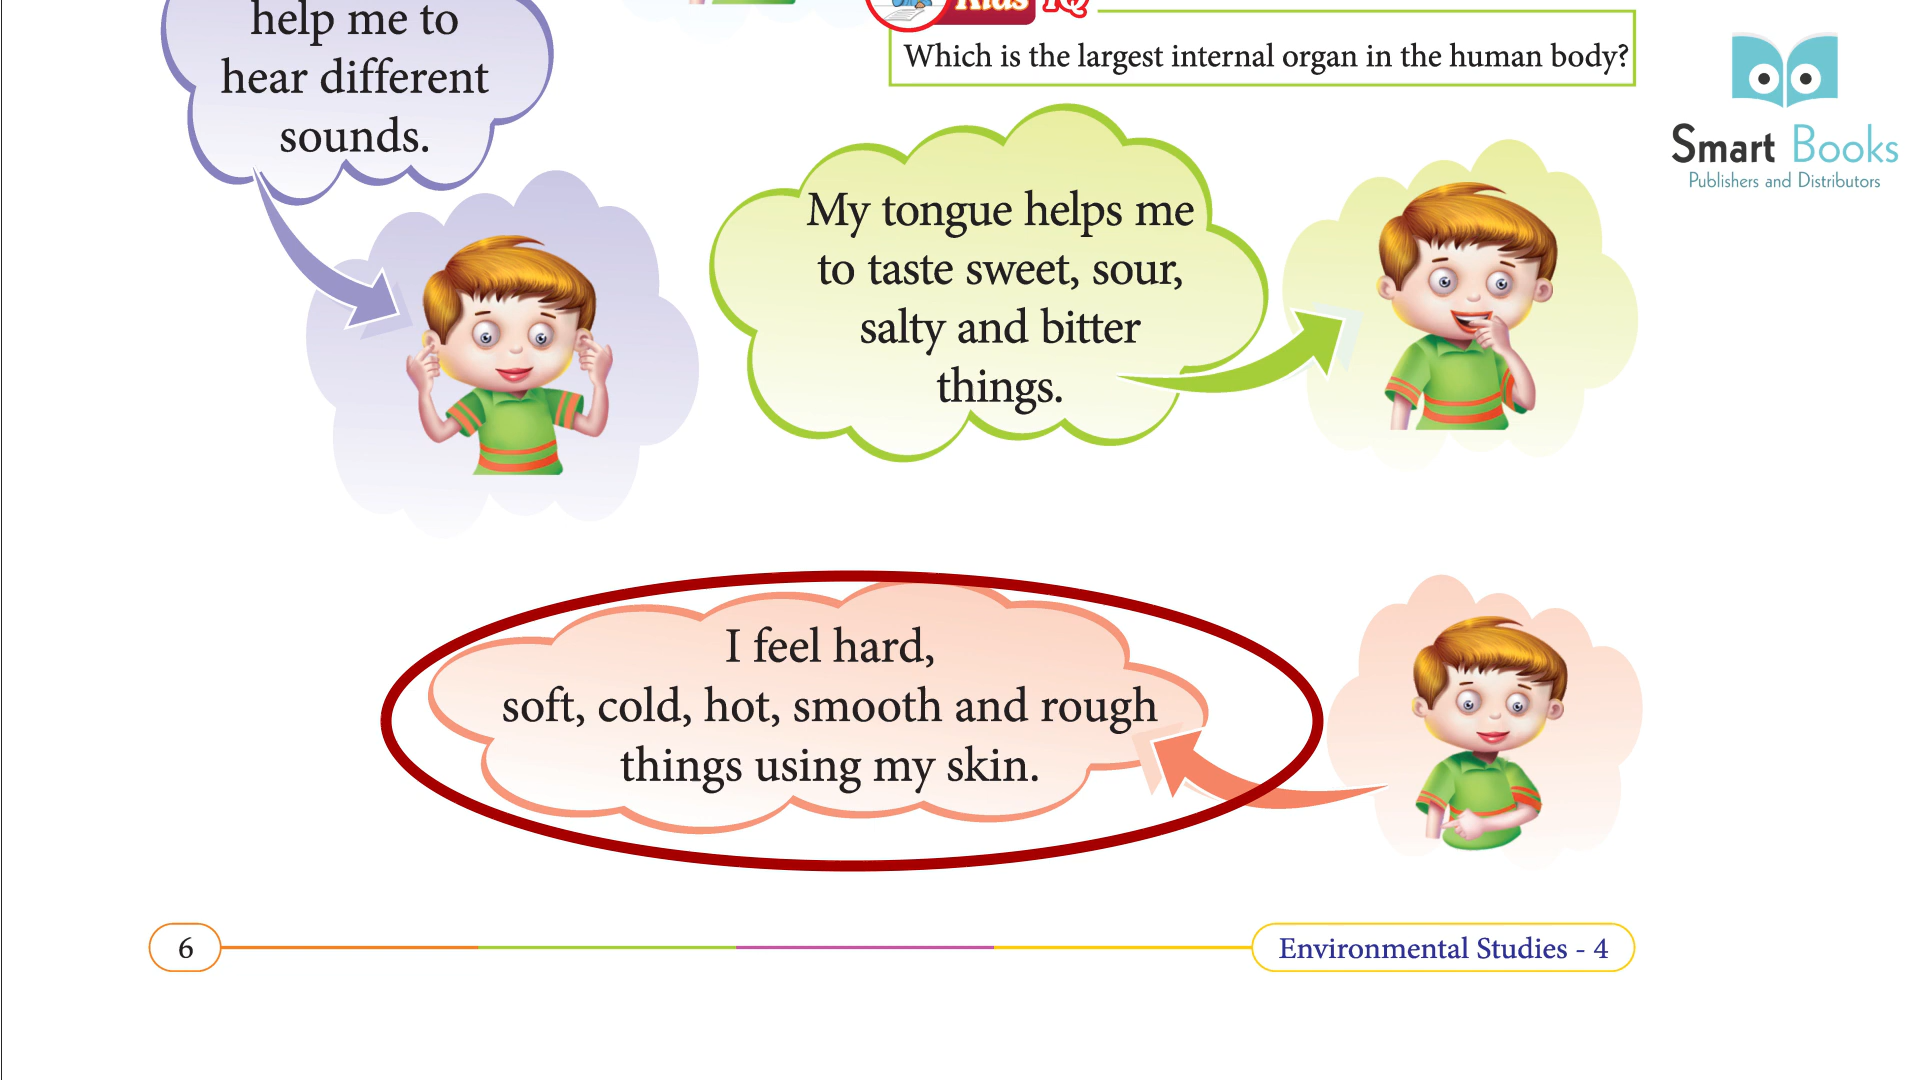 help me to
hear different
sounds.
Kids IQ
Which is the largest internal organ in the human body?
Smart Books
Publishers and Distributors
My tongue helps me
to taste sweet, sour,
salty and bitter
things.
I feel hard,
soft, cold, hot, smooth and rough
things using my skin.
6
Environmental Studies - 4